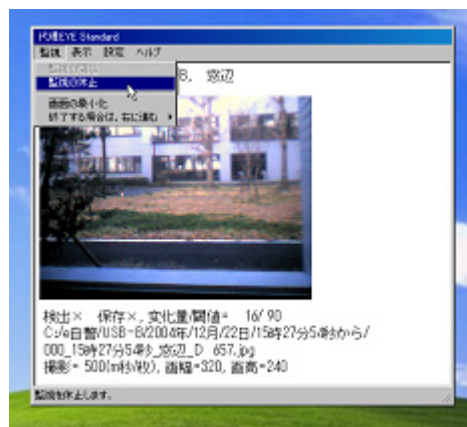 代理EYE Standard
監視 表示 設定 ヘルプ
監視の休止
画面の最小化
終了する場合は、右に進む
B, 窓辺
検出× 保存×, 変化量/閾値= 16/ 90
C:/e自警/USB-B/2004年/12月/22日/15時27分54秒から/
000_15時27分54秒_窓辺_D 657.jpg
撮影= 500(m秒/枚), 画幅=320, 画高=240
監視を休止します。